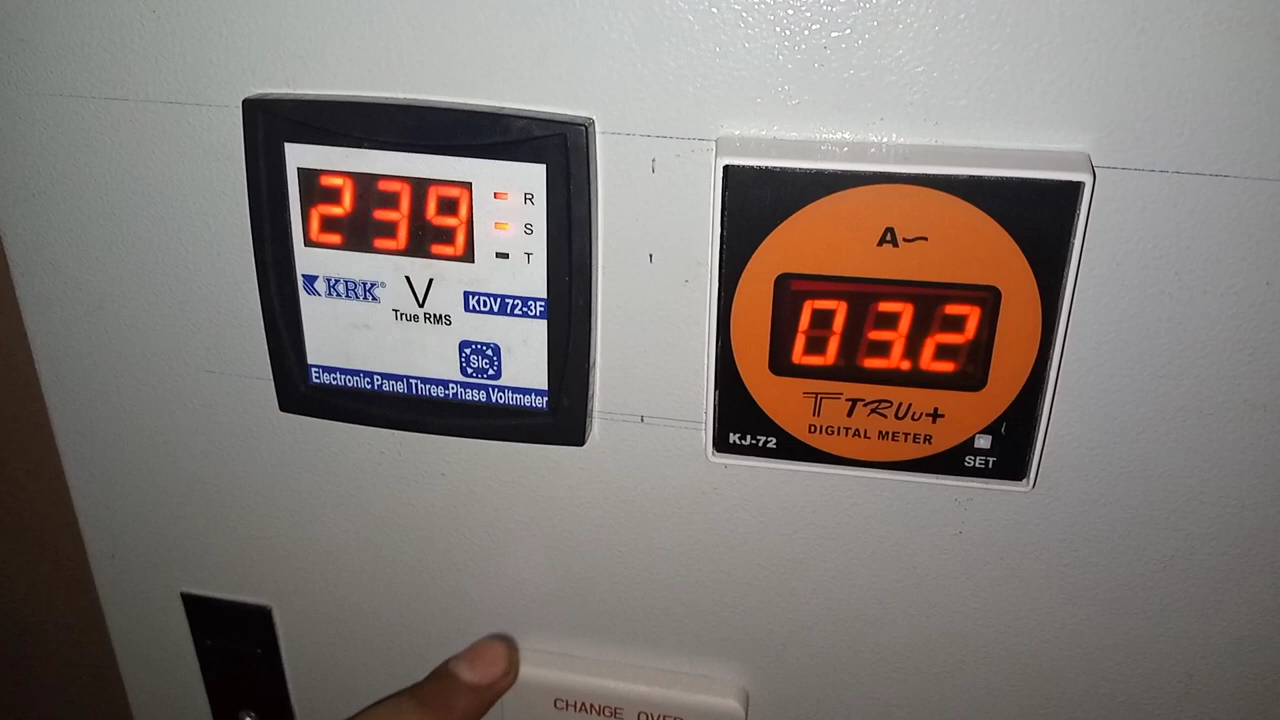 239
R
S
T
KRK®
V
True RMS
KDV 72-3F
Slc
Electronic Panel Three-Phase Voltmeter
A~
03.2
TTRUu+
DIGITAL METER
KJ-72
SET
CHANGE OVER